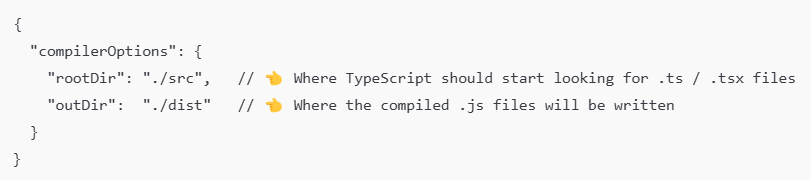 {
  "compilerOptions": {
    "rootDir": "./src",   // 👈 Where TypeScript should start looking for .ts / .tsx files
    "outDir":  "./dist"   // 👈 Where the compiled .js files will be written
  }
}